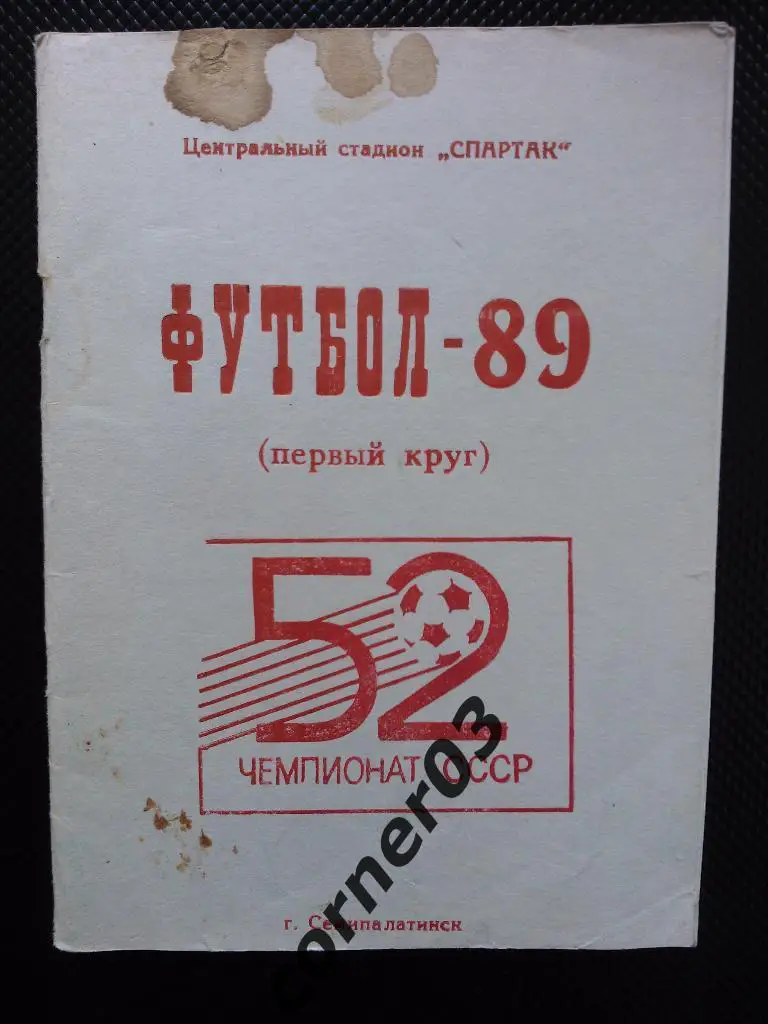 Центральный стадион „СПАРТАК“
ФУТБОЛ-89
(первый круг)
52
ЧЕМПИОНАТ СССР
г. Семипалатинск
corner03